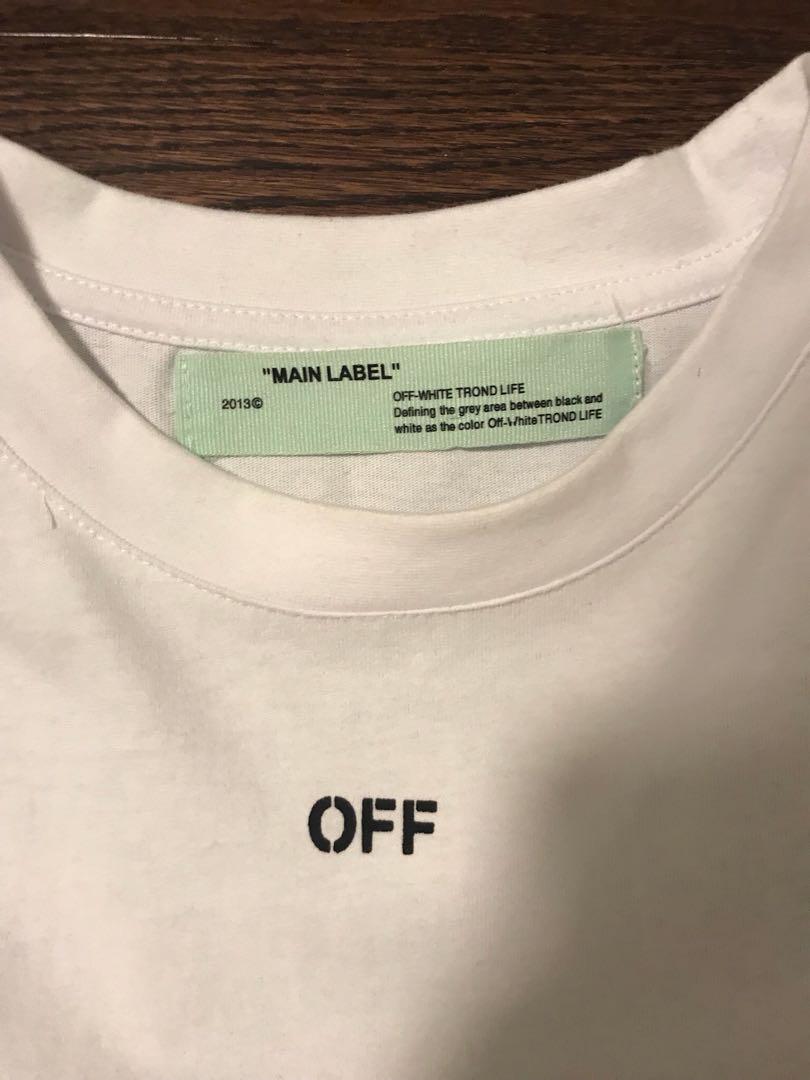 "MAIN LABEL"
2013©
OFF-WHITE TROND LIFE
Defining the grey area between black and
white as the color Off-WhiteTROND LIFE
OFF